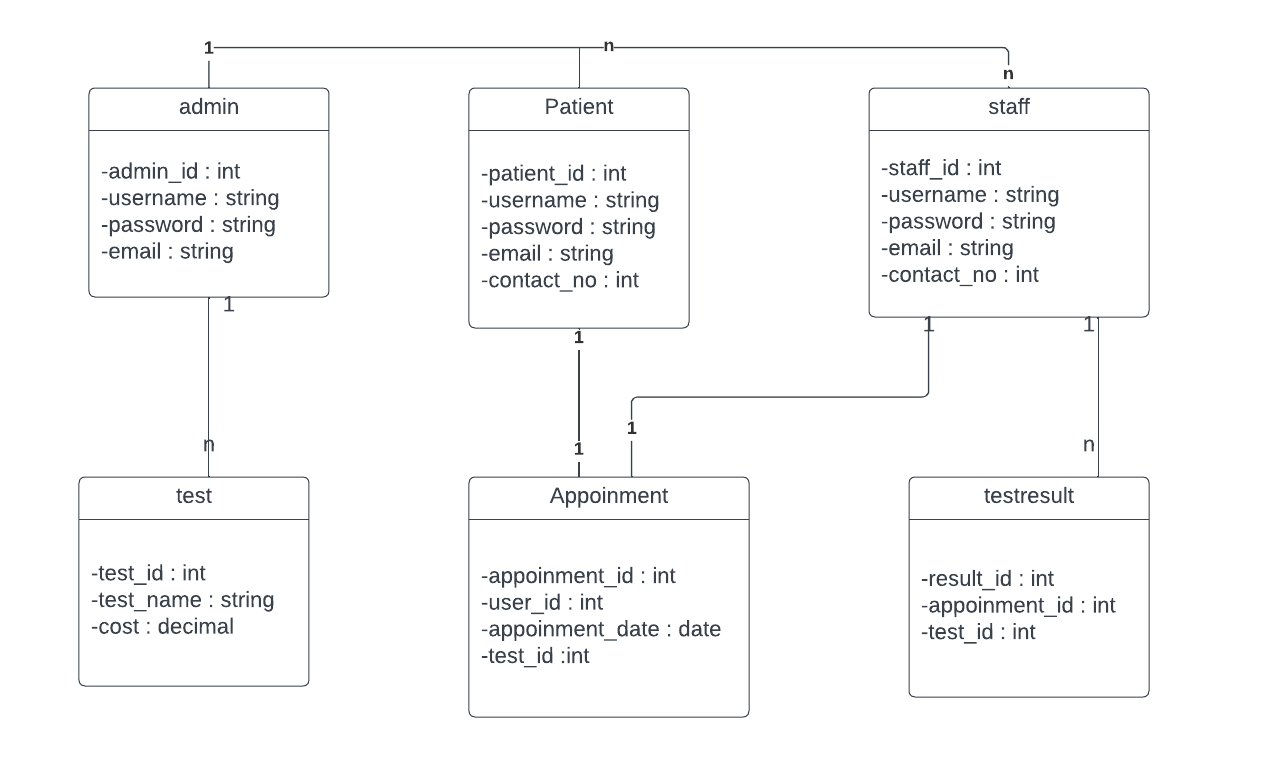 1
n
n
admin
-admin_id : int
-username : string
-password : string
-email : string
1
Patient
-patient_id : int
-username : string
-password : string
-email : string
-contact_no : int
1
staff
-staff_id : int
-username : string
-password : string
-email : string
-contact_no : int
1
1
n
1
1
n
test
-test_id : int
-test_name : string
-cost : decimal
Appoinment
-appoinment_id : int
-user_id : int
-appoinment_date : date
-test_id :int
testresult
-result_id : int
-appoinment_id : int
-test_id : int